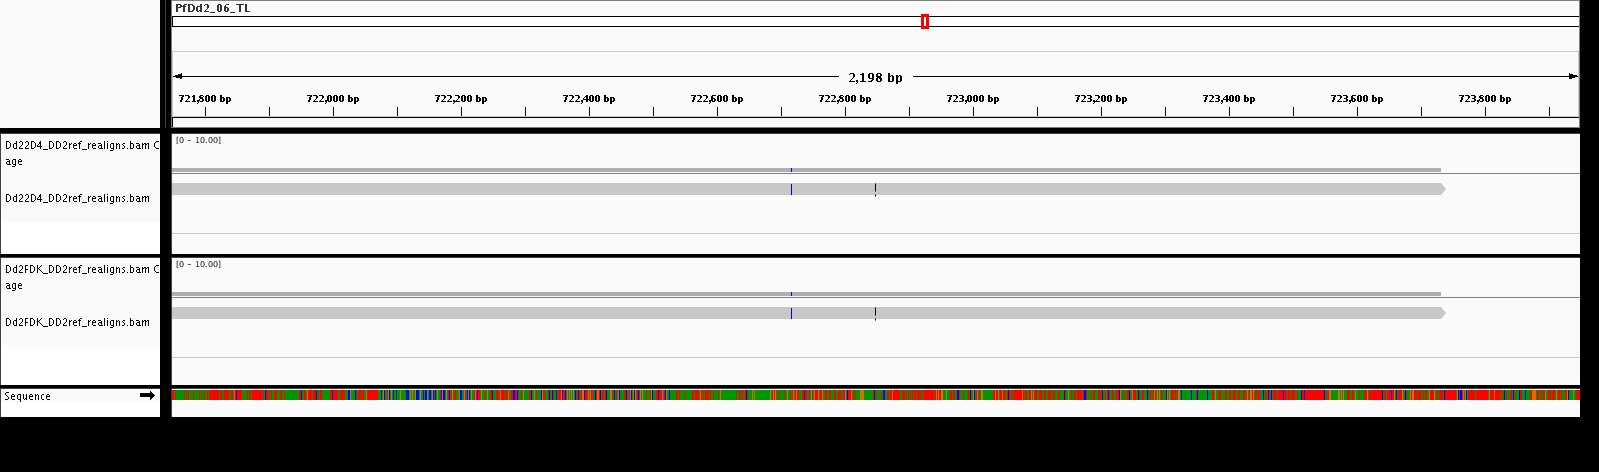 PfDd2_06_TL
2,198 bp
721,800 bp 722,000 bp 722,200 bp 722,400 bp 722,600 bp 722,800 bp 723,000 bp 723,200 bp 723,400 bp 723,600 bp 723,800 bp
Dd22D4_DD2ref_realigns.bam C
age
[0 - 10.00]
Dd22D4_DD2ref_realigns.bam
Dd2FDK_DD2ref_realigns.bam C
age
[0 - 10.00]
Dd2FDK_DD2ref_realigns.bam
Sequence